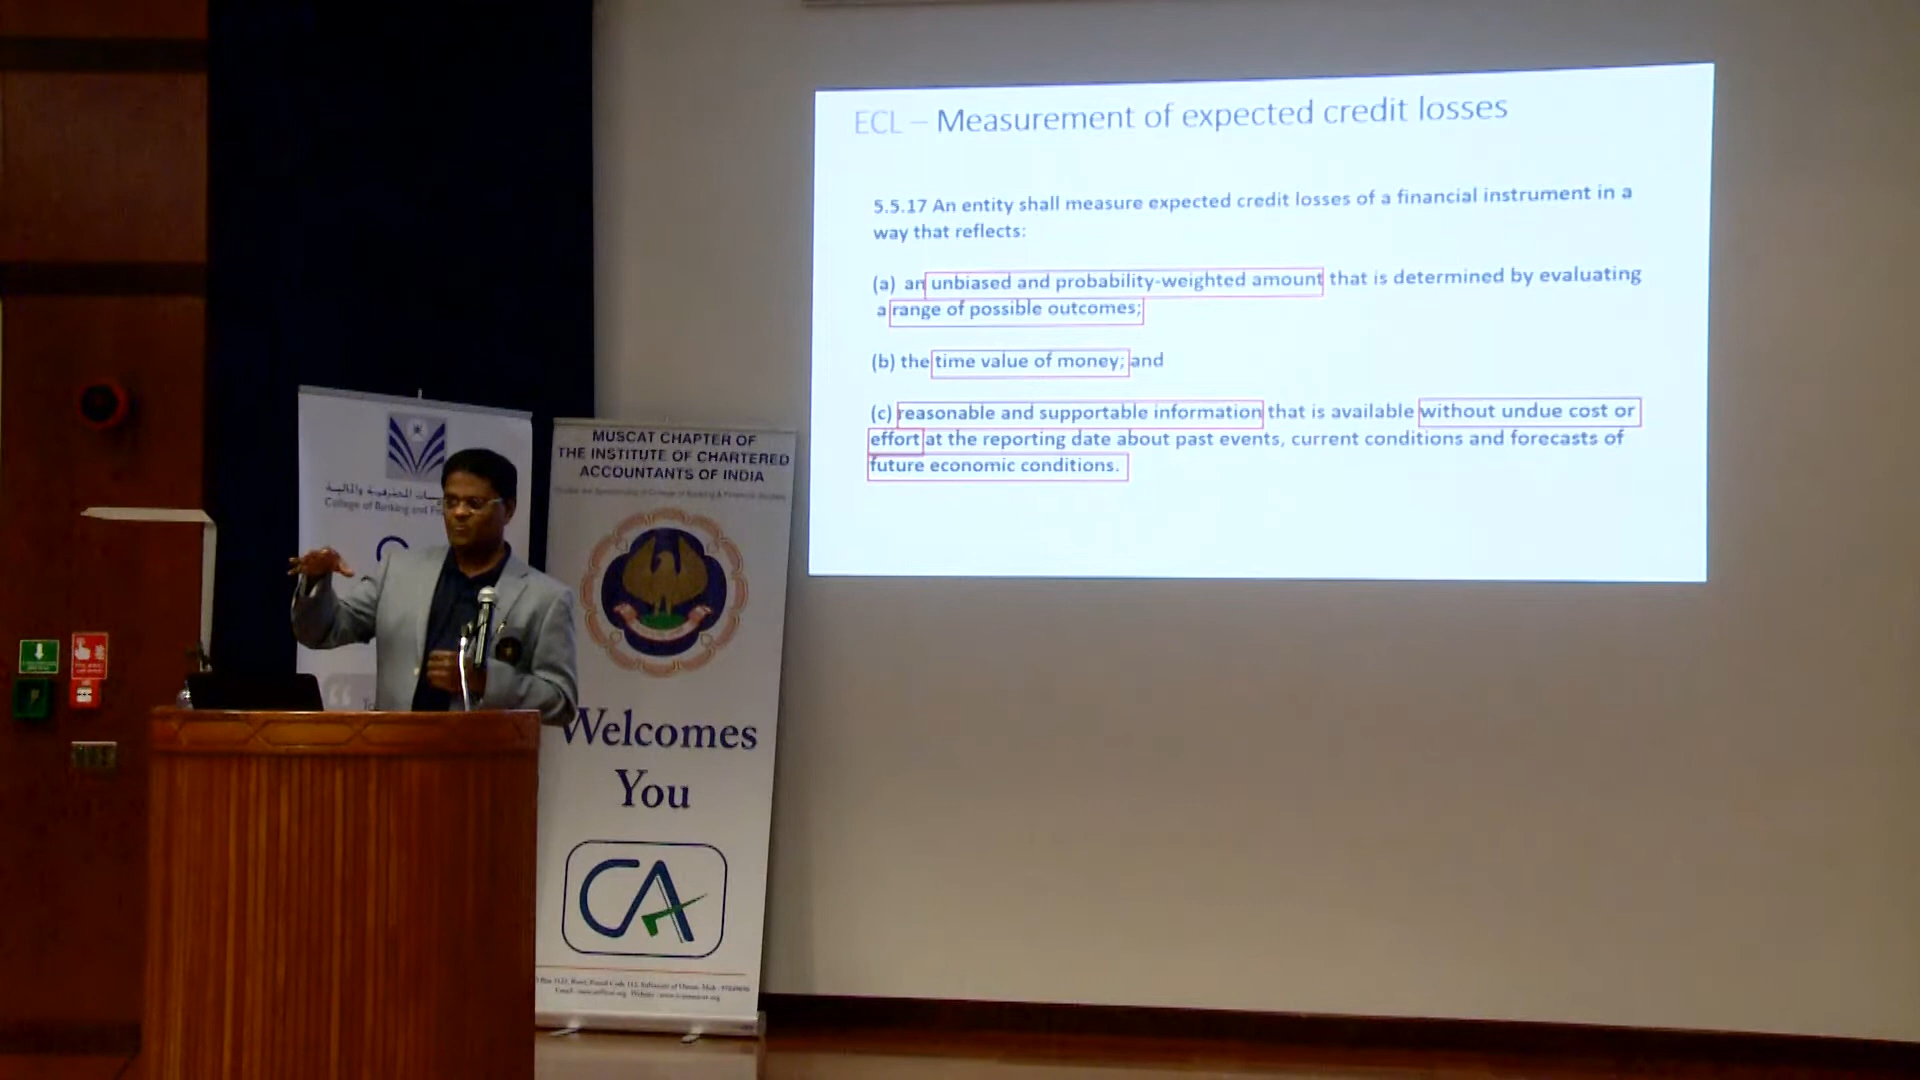 ECL – Measurement of expected credit losses
5.5.17 An entity shall measure expected credit losses of a financial instrument in a
way that reflects:
(a) an unbiased and probability-weighted amount that is determined by evaluating
a range of possible outcomes;
(b) the time value of money; and
(c) reasonable and supportable information that is available without undue cost or
effort at the reporting date about past events, current conditions and forecasts of
future economic conditions.
College of Banking and
MUSCAT CHAPTER OF
THE INSTITUTE OF CHARTERED
ACCOUNTANTS OF INDIA
Welcomes
You
CA